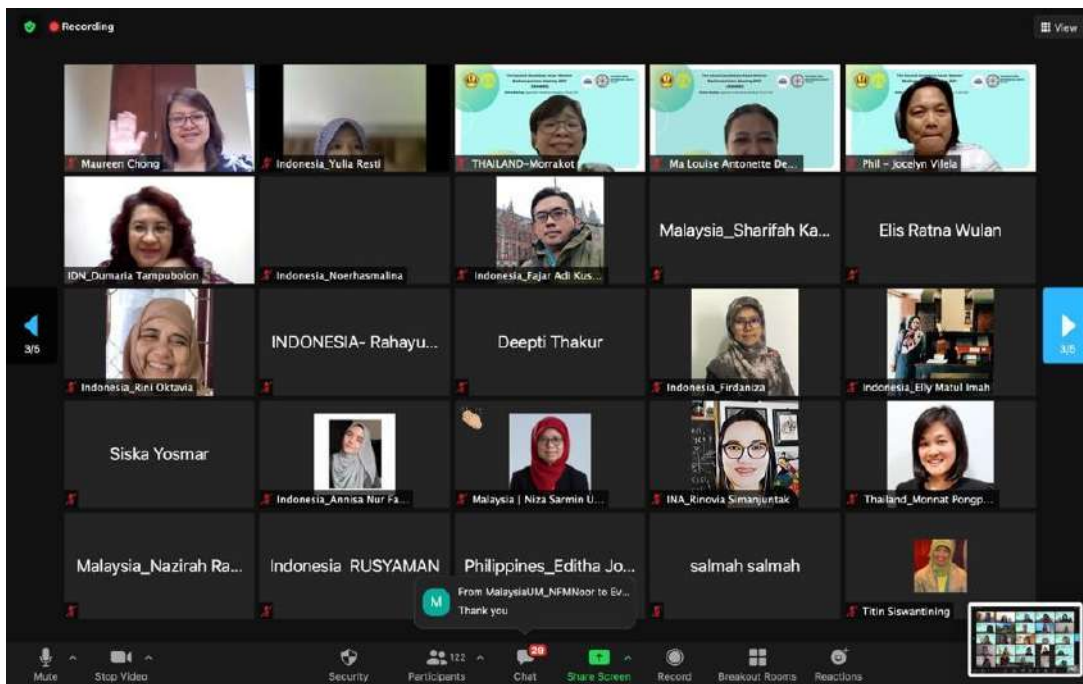 Recording
View
Maureen Chong
Indonesia_Yulia Resti
THAILAND-Morrakot
Ma Louise Antonette De...
Phil - Jocelyn Vilela
IDN_Dumaria Tampubolon
Indonesia_Noerhasmalina
Indonesia_Fajar Adi Kus...
Malaysia_Sharifah Ka...
Elis Ratna Wulan
3/5
Indonesia_Rini Oktavia
INDONESIA- Rahayu...
Deepti Thakur
Indonesia_Firdaniza
Indonesia_Elly Matul Imah
3/5
Siska Yosmar
Indonesia_Annisa Nur Fa...
Malaysia | Niza Sarmin U...
INA_Rinovia Simanjuntak
Thailand_Monnat Pongp...
Malaysia_Nazirah Ra...
Indonesia RUSYAMAN
Philippines_Editha Jo...
salmah salmah
Titin Siswantining
M
From MalaysiaUM_NFMNoor to Ev...
Thank you
Mute
Stop Video
Security
122
Participants
29
Chat
Share Screen
Record
Breakout Rooms
Reactions